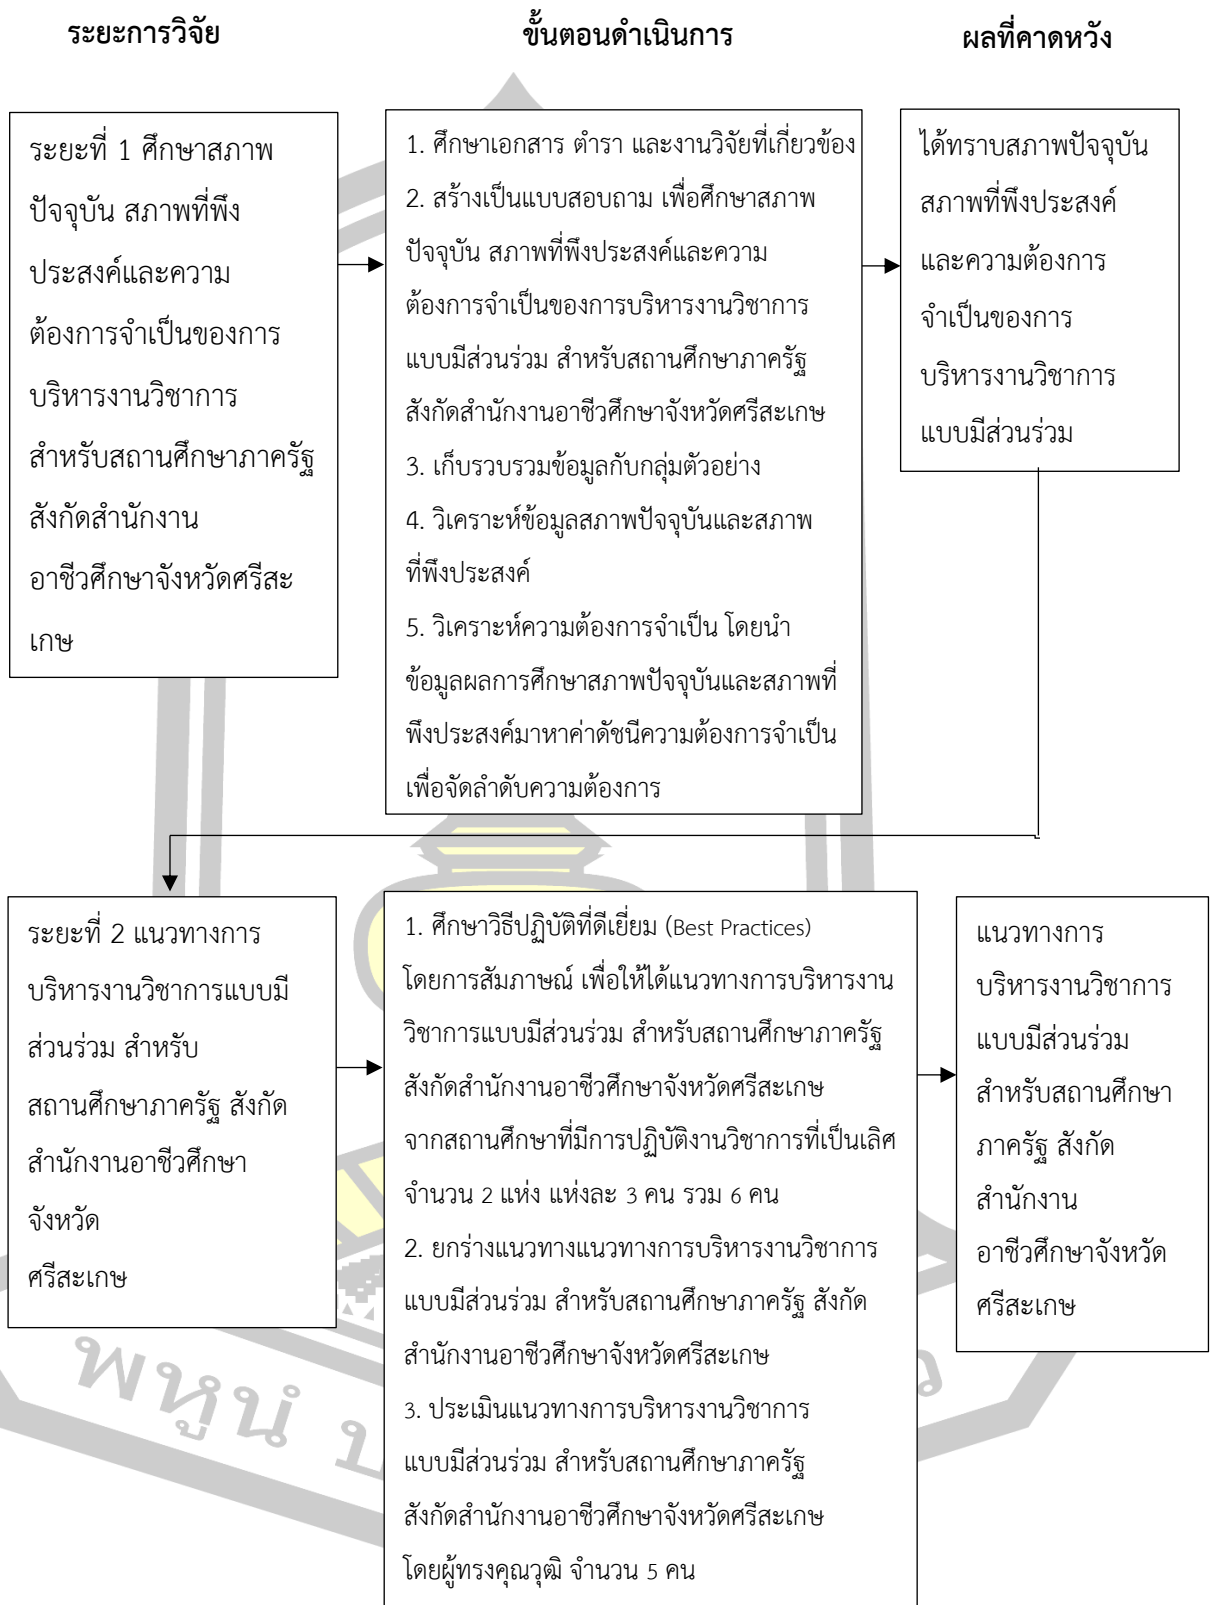 ระยะการวิจัย
ขั้นตอนดำเนินการ
ผลที่คาดหวัง
ระยะที่ 1 ศึกษาสภาพ
ปัจจุบัน สภาพที่พึง
ประสงค์และความ
ต้องการจำเป็นของการ
บริหารงานวิชาการ
สำหรับสถานศึกษาภาครัฐ
สังกัดสำนักงาน
อาชีวศึกษาจังหวัดศรีสะ
เกษ
1. ศึกษาเอกสาร ตำรา และงานวิจัยที่เกี่ยวข้อง
2. สร้างเป็นแบบสอบถาม เพื่อศึกษาสภาพ
ปัจจุบัน สภาพที่พึงประสงค์และความ
ต้องการจำเป็นของการบริหารงานวิชาการ
แบบมีส่วนร่วม สำหรับสถานศึกษาภาครัฐ
สังกัดสำนักงานอาชีวศึกษาจังหวัดศรีสะเกษ
3. เก็บรวบรวมข้อมูลกับกลุ่มตัวอย่าง
4. วิเคราะห์ข้อมูลสภาพปัจจุบันและสภาพ
ที่พึงประสงค์
5. วิเคราะห์ความต้องการจำเป็น โดยนำ
ข้อมูลผลการศึกษาสภาพปัจจุบันและสภาพที่
พึงประสงค์มาหาค่าดัชนีความต้องการจำเป็น
เพื่อจัดลำดับความต้องการ
ได้ทราบสภาพปัจจุบัน
สภาพที่พึงประสงค์
และความต้องการ
จำเป็นของการ
บริหารงานวิชาการ
แบบมีส่วนร่วม
ระยะที่ 2 แนวทางการ
บริหารงานวิชาการแบบมี
ส่วนร่วม สำหรับ
สถานศึกษาภาครัฐ สังกัด
สำนักงานอาชีวศึกษา
จังหวัด
ศรีสะเกษ
1. ศึกษาวิธีปฏิบัติที่ดีเยี่ยม (Best Practices)
โดยการสัมภาษณ์ เพื่อให้ได้แนวทางการบริหารงาน
วิชาการแบบมีส่วนร่วม สำหรับสถานศึกษาภาครัฐ
สังกัดสำนักงานอาชีวศึกษาจังหวัดศรีสะเกษ
จากสถานศึกษาที่มีการปฏิบัติงานวิชาการที่เป็นเลิศ
จำนวน 2 แห่ง แห่งละ 3 คน รวม 6 คน
2. ยกร่างแนวทางแนวทางการบริหารงานวิชาการ
แบบมีส่วนร่วม สำหรับสถานศึกษาภาครัฐ สังกัด
สำนักงานอาชีวศึกษาจังหวัดศรีสะเกษ
3. ประเมินแนวทางการบริหารงานวิชาการ
แบบมีส่วนร่วม สำหรับสถานศึกษาภาครัฐ
สังกัดสำนักงานอาชีวศึกษาจังหวัดศรีสะเกษ
โดยผู้ทรงคุณวุฒิ จำนวน 5 คน
แนวทางการ
บริหารงานวิชาการ
แบบมีส่วนร่วม
สำหรับสถานศึกษา
ภาครัฐ สังกัด
สำนักงาน
อาชีวศึกษาจังหวัด
ศรีสะเกษ
พหูนํ